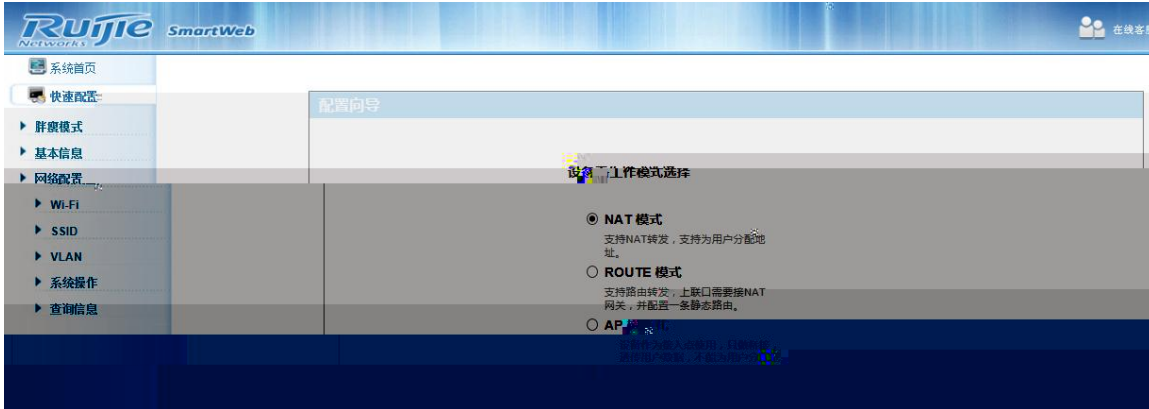 RUIJIE SmartWeb
Networks
在线客
系统首页
快速配置
胖瘦模式
基本信息
网络配置
Wi-Fi
SSID
VLAN
系统操作
查询信息
配置向导
设备工作模式选择
NAT 模式
支持NAT转发，支持为用户分配地
址。
ROUTE 模式
支持路由转发，上联口需要接NAT
网关，并配置一条静态路由。
AP